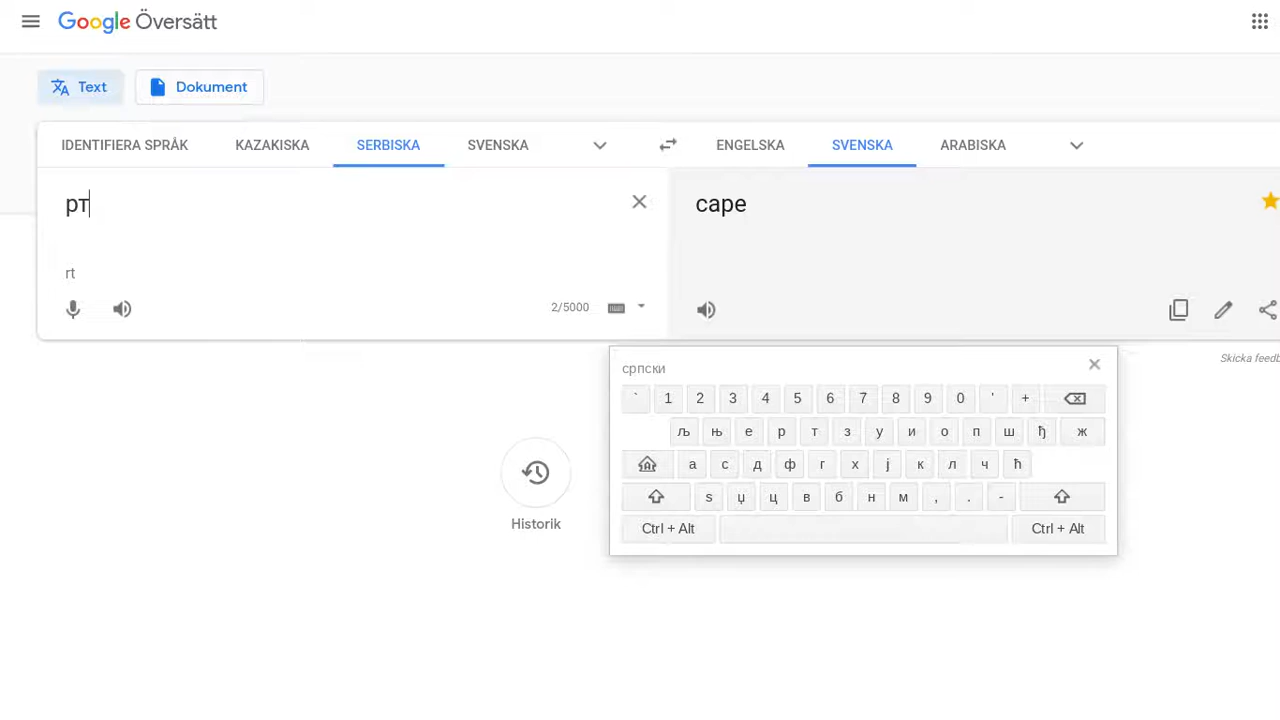 Google Översätt
Text
Dokument
IDENTIFIERA SPRÅK KAZAKISKA SERBISKA SVENSKA ENGELSKA SVENSKA ARABISKA
рт
cape
rt
2/5000
Skicka feedb
српски
` 1 2 3 4 5 6 7 8 9 0 ' +
љ њ е р т з у и о п ш ђ ж
а с д ф г х ј к л ч ћ
ѕ џ ц в б н м , . -
Ctrl + Alt Ctrl + Alt
Historik